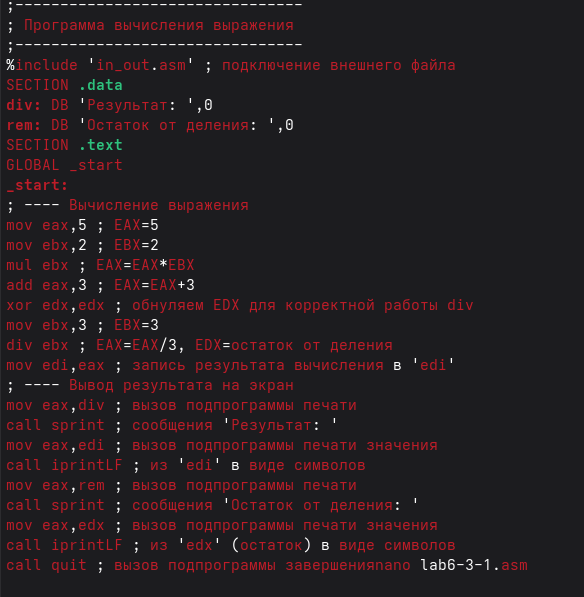 ;--------------------------------
; Программа вычисления выражения
;--------------------------------
%include 'in_out.asm' ; подключение внешнего файла
SECTION .data
div: DB 'Результат: ',0
rem: DB 'Остаток от деления: ',0
SECTION .text
GLOBAL _start
_start:
; ---- Вычисление выражения
mov eax,5 ; EAX=5
mov ebx,2 ; EBX=2
mul ebx ; EAX=EAX*EBX
add eax,3 ; EAX=EAX+3
xor edx,edx ; обнуляем EDX для корректной работы div
mov ebx,3 ; EBX=3
div ebx ; EAX=EAX/3, EDX=остаток от деления
mov edi,eax ; запись результата вычисления в 'edi'
; ---- Вывод результата на экран
mov eax,div ; вызов подпрограммы печати
call sprint ; сообщения 'Результат: '
mov eax,edi ; вызов подпрограммы печати значения
call iprintLF ; из 'edi' в виде символов
mov eax,rem ; вызов подпрограммы печати
call sprint ; сообщения 'Остаток от деления: '
mov eax,edx ; вызов подпрограммы печати значения
call iprintLF ; из 'edx' (остаток) в виде символов
call quit ; вызов подпрограммы завершенияnano lab6-3-1.asm